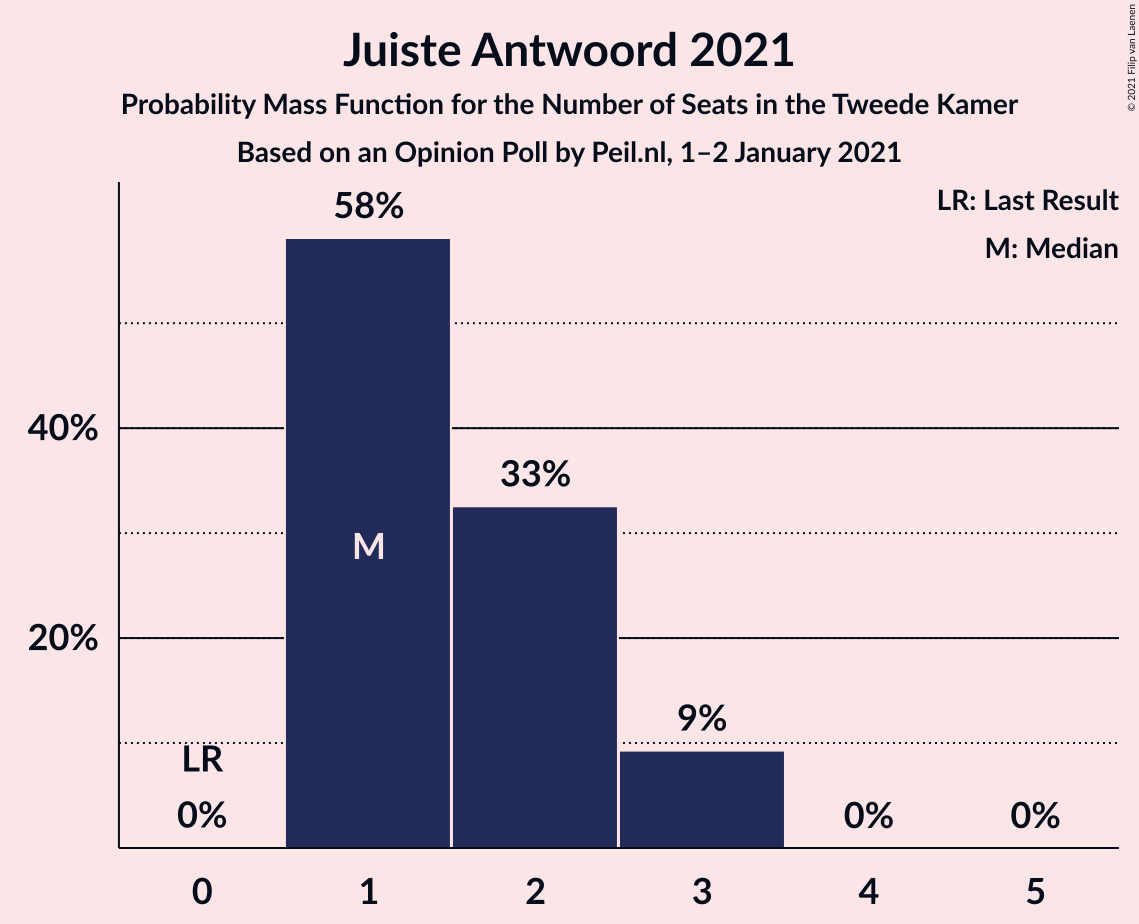 Juiste Antwoord 2021
Probability Mass Function for the Number of Seats in the Tweede Kamer
Based on an Opinion Poll by Peil.nl, 1–2 January 2021
© 2021 Filip van Laenen
LR: Last Result
M: Median
58%
40%
33%
M
20%
9%
LR
0%
0%
0%
0
1
2
3
4
5